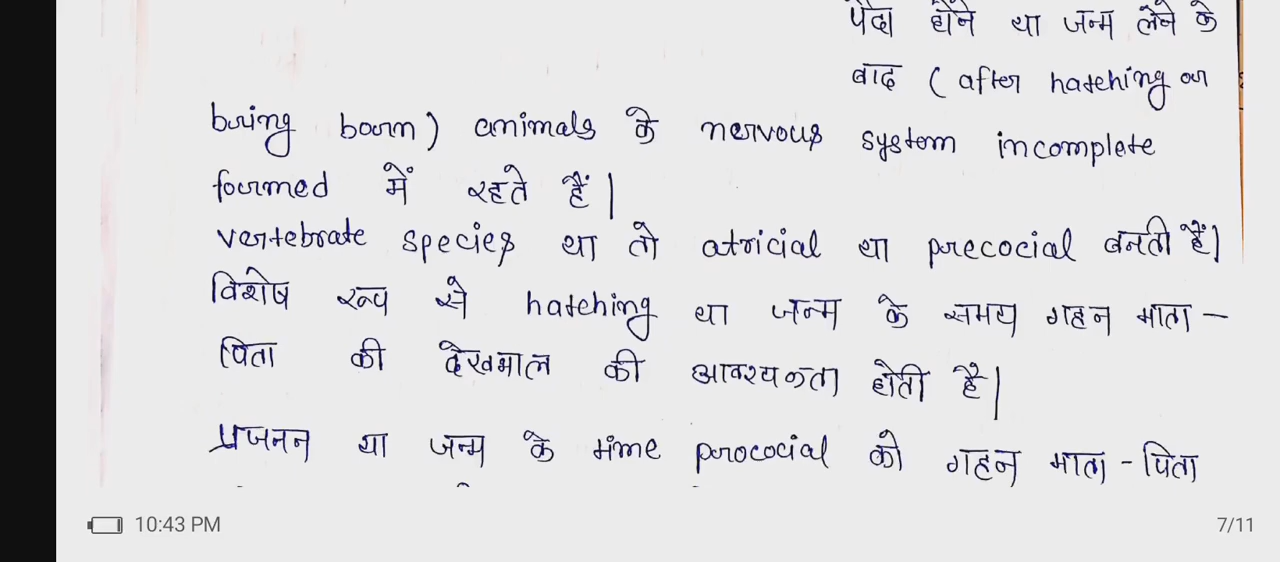 पैदा होने या जन्म लेने के
बाद (after hatching or
being born) animals के nervous system incomplete
formed में रहते हैं |
vertebrate species या तो atricial या precocial बनती हैं|
विशेष रूप से hatching या जन्म के समय गहन माता -
पिता की देखभाल की आवश्यकता होती है |
प्रजनन या जन्म के time prococial को गहन माता - पिता
10:43 PM
7/11